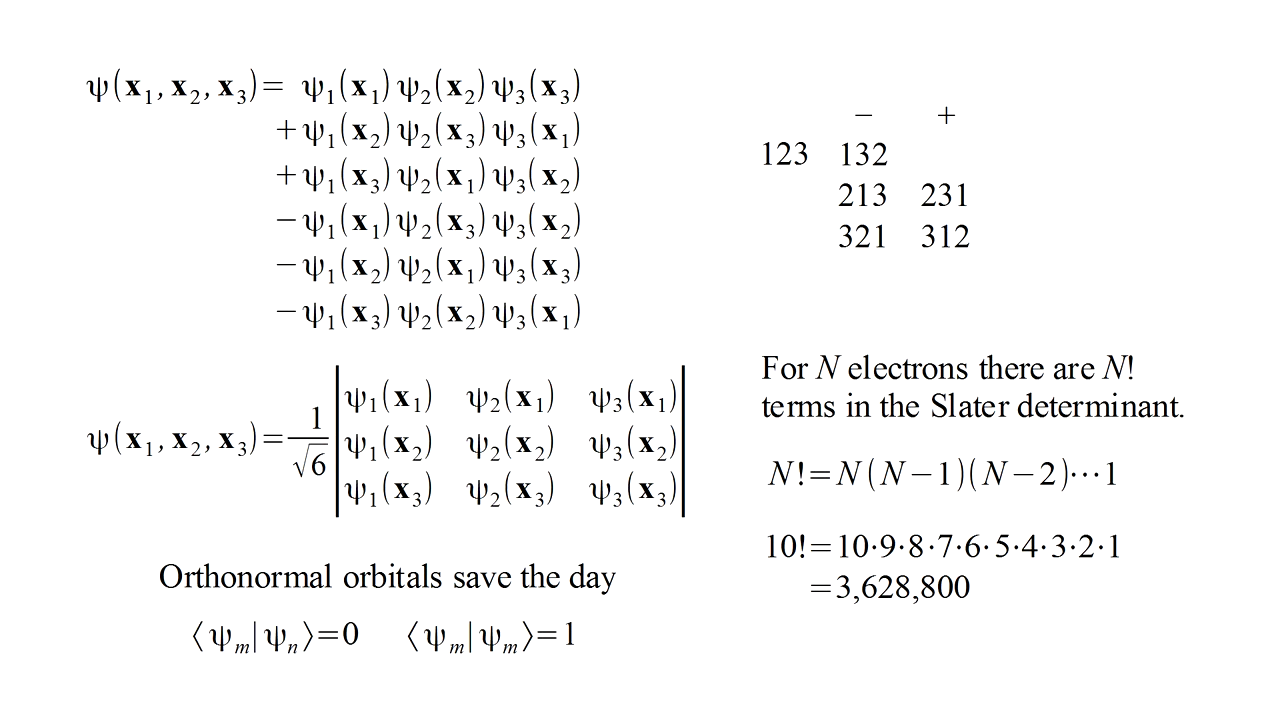 ψ(x₁, x₂, x₃)= ψ₁(x₁)ψ₂(x₂)ψ₃(x₃)
+ψ₁(x₂)ψ₂(x₃)ψ₃(x₁)
+ψ₁(x₃)ψ₂(x₁)ψ₃(x₂)
−ψ₁(x₁)ψ₂(x₃)ψ₃(x₂)
−ψ₁(x₂)ψ₂(x₁)ψ₃(x₃)
−ψ₁(x₃)ψ₂(x₂)ψ₃(x₁)
ψ(x₁, x₂, x₃)=1/√6
ψ₁(x₁) ψ₂(x₁) ψ₃(x₁)
ψ₁(x₂) ψ₂(x₂) ψ₃(x₂)
ψ₁(x₃) ψ₂(x₃) ψ₃(x₃)
Orthonormal orbitals save the day
⟨ψₘ|ψₙ⟩=0 ⟨ψₘ|ψₘ⟩=1
− +
123 132
213 231
321 312
For N electrons there are N!
terms in the Slater determinant.
N!=N(N−1)(N−2)⋯1
10!=10·9·8·7·6·5·4·3·2·1
=3,628,800